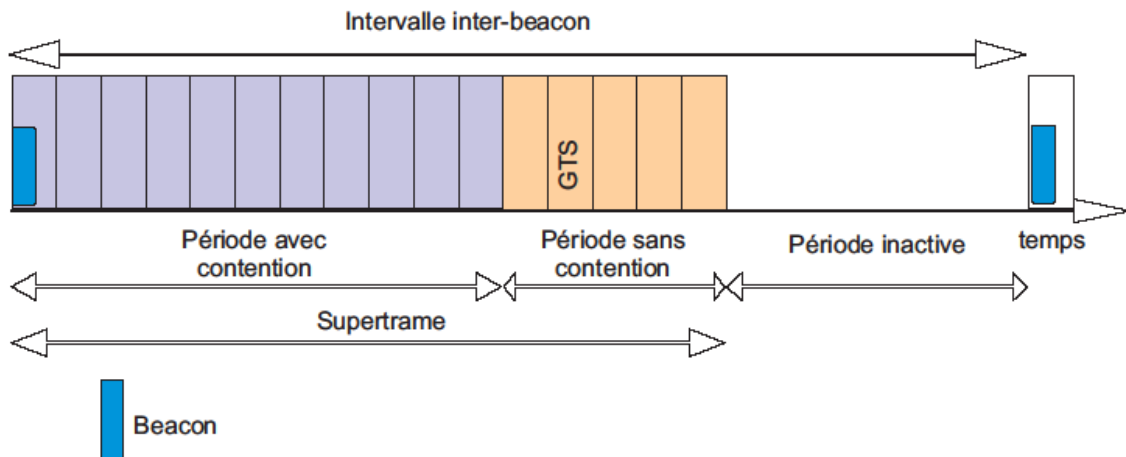 Intervalle inter-beacon
GTS
Période avec
contention
Période sans
contention
Période inactive
temps
Supertrame
Beacon